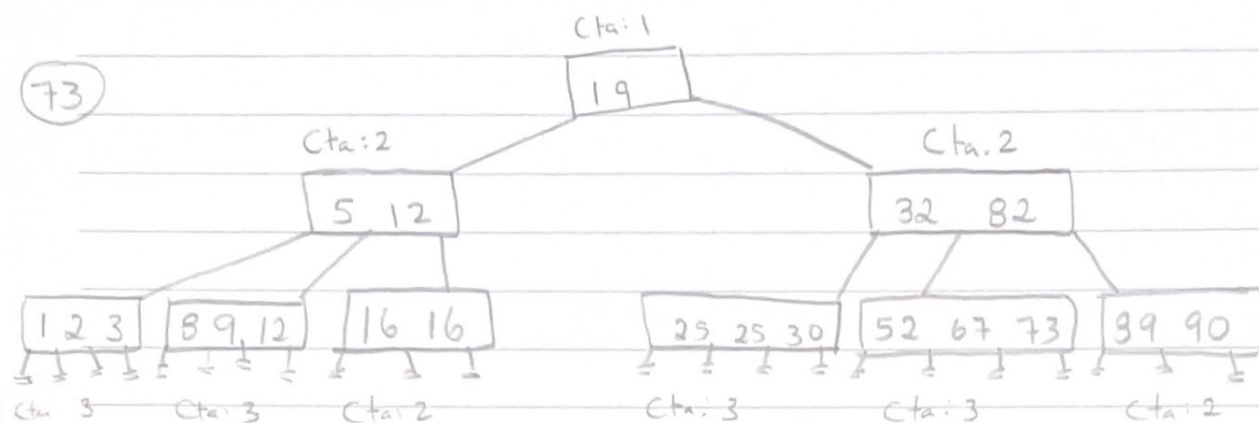 Cta: 1
73
19
Cta: 2 Cta. 2
5 12 32 82
1 2 3 8 9 12 16 16 25 25 30 52 67 73 89 90
Cta 3 Cta: 3 Cta: 2 Cta: 3 Cta: 3 Cta: 2